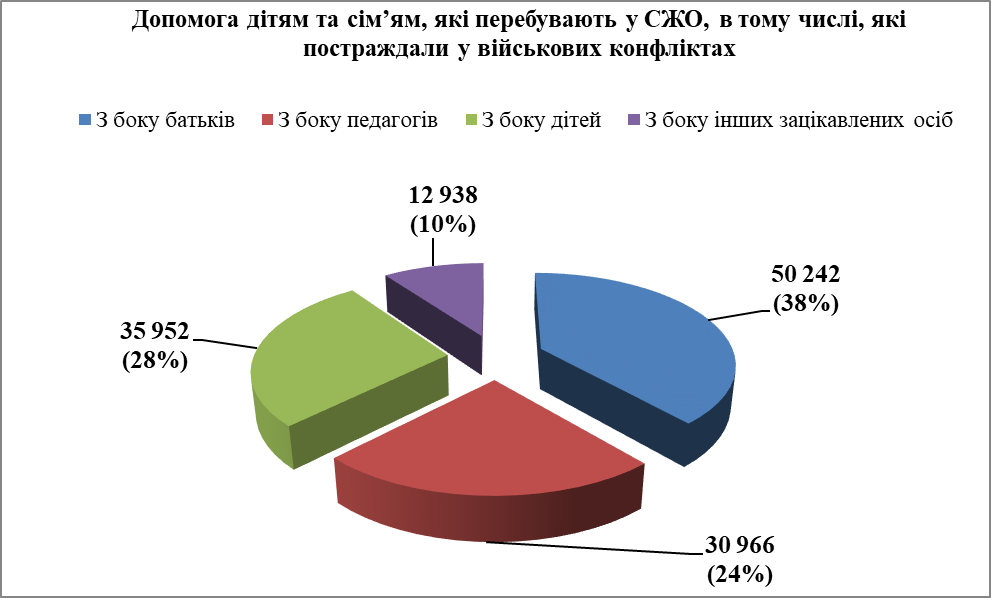 Допомога дітям та сім’ям, які перебувають у СЖО, в тому числі, які
постраждали у військових конфліктах
З боку батьків З боку педагогів З боку дітей З боку інших зацікавлених осіб
12 938
(10%)
50 242
(38%)
35 952
(28%)
30 966
(24%)